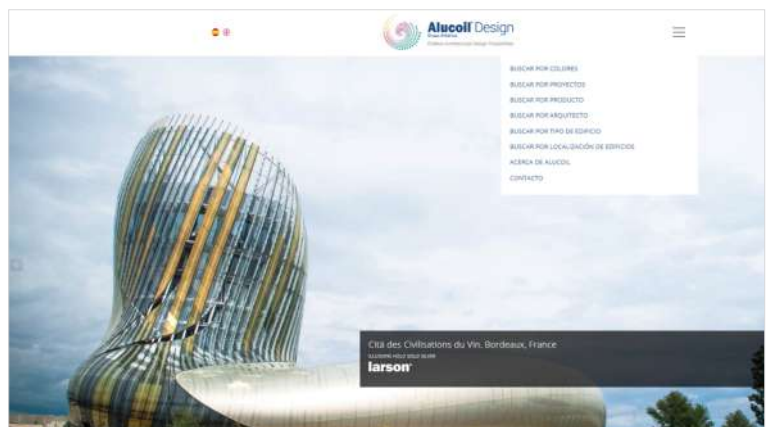 Alucoil Design
BUSCAR POR COLORES
BUSCAR POR PROYECTOS
BUSCAR POR PRODUCTO
BUSCAR POR ARQUITECTO
BUSCAR POR TIPO DE EDIFICIO
BUSCAR POR LOCALIZACIÓN DE EDIFICIOS
ACERCA DE ALUCOIL
CONTACTO
Citá des Civilisations du Vin. Bordeaux, France
larson